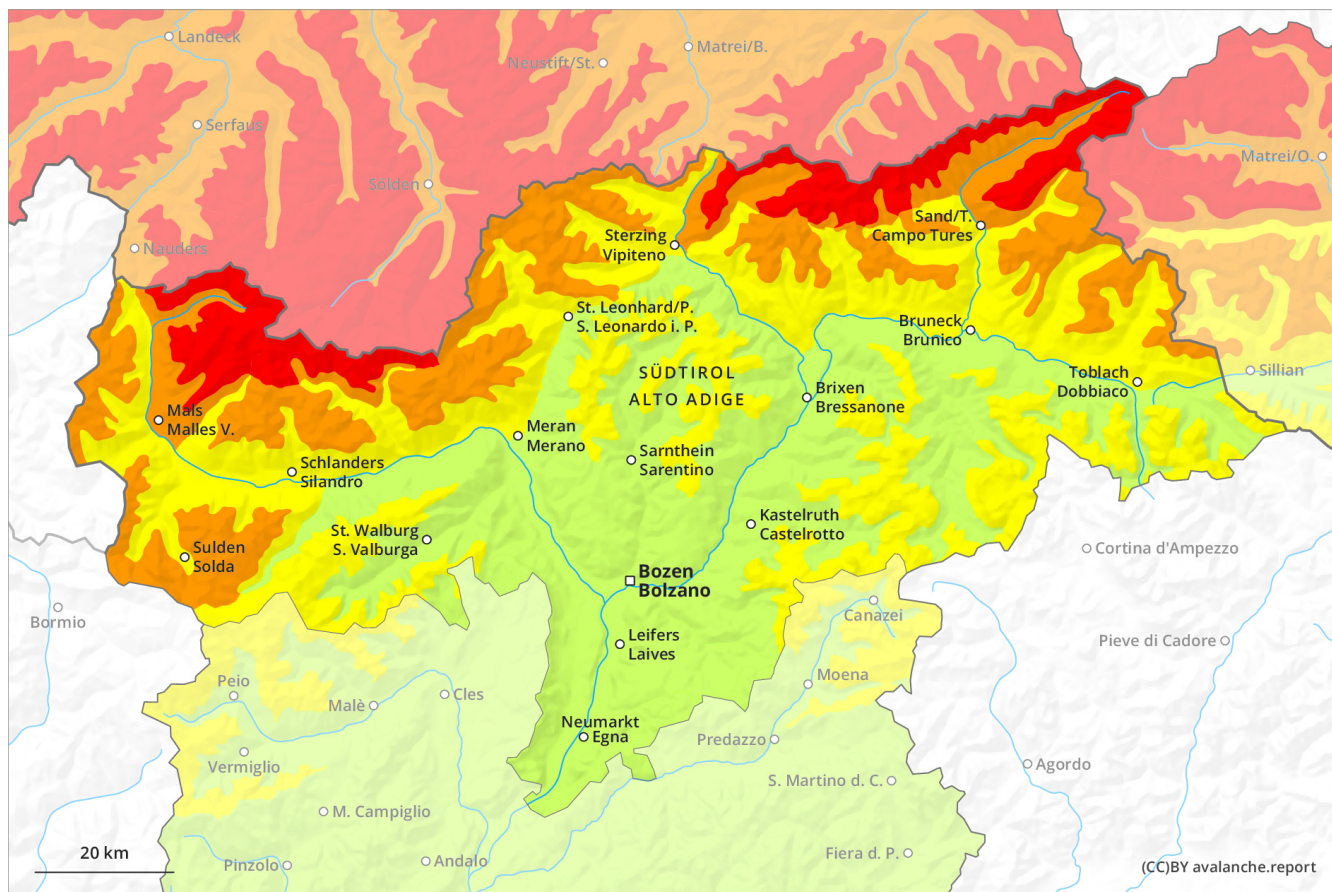 Landeck
Matrei/B.
Neustift/St.
Serfaus
Matrei/O.
Sölden
Sand/T.
Campo Tures
Sterzing
Vipiteno
Nauders
St. Leonhard/P.
S. Leonardo i. P.
Bruneck
Brunico
SÜDTIROL
ALTO ADIGE
Toblach
Dobbiaco
Sillian
Brixen
Bressanone
Mals
Malles V.
Meran
Merano
Sarnthein
Sarentino
Schlanders
Silandro
Kastelruth
Castelrotto
St. Walburg
S. Valburga
Sulden
Solda
Cortina d'Ampezzo
Bozen
Bolzano
Bormio
Canazei
Leifers
Laives
Pieve di Cadore
Peio
Moena
Cles
Malè
Neumarkt
Egna
Predazzo
Vermiglio
Agordo
S. Martino d. C.
M. Campiglio
20 km
Fiera d. P.
Andalo
Pinzolo
(CC)BY avalanche.report